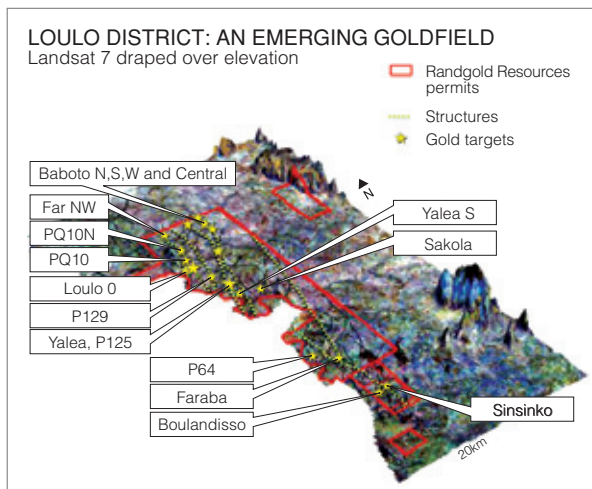 LOULO DISTRICT: AN EMERGING GOLDFIELD
Landsat 7 draped over elevation
Randgold Resources
permits
Structures
Gold targets
N
Baboto N,S,W and Central
Far NW
PQ10N
PQ10
Loulo 0
P129
Yalea, P125
Yalea S
Sakola
P64
Faraba
Boulandisso
Sinsinko
20km